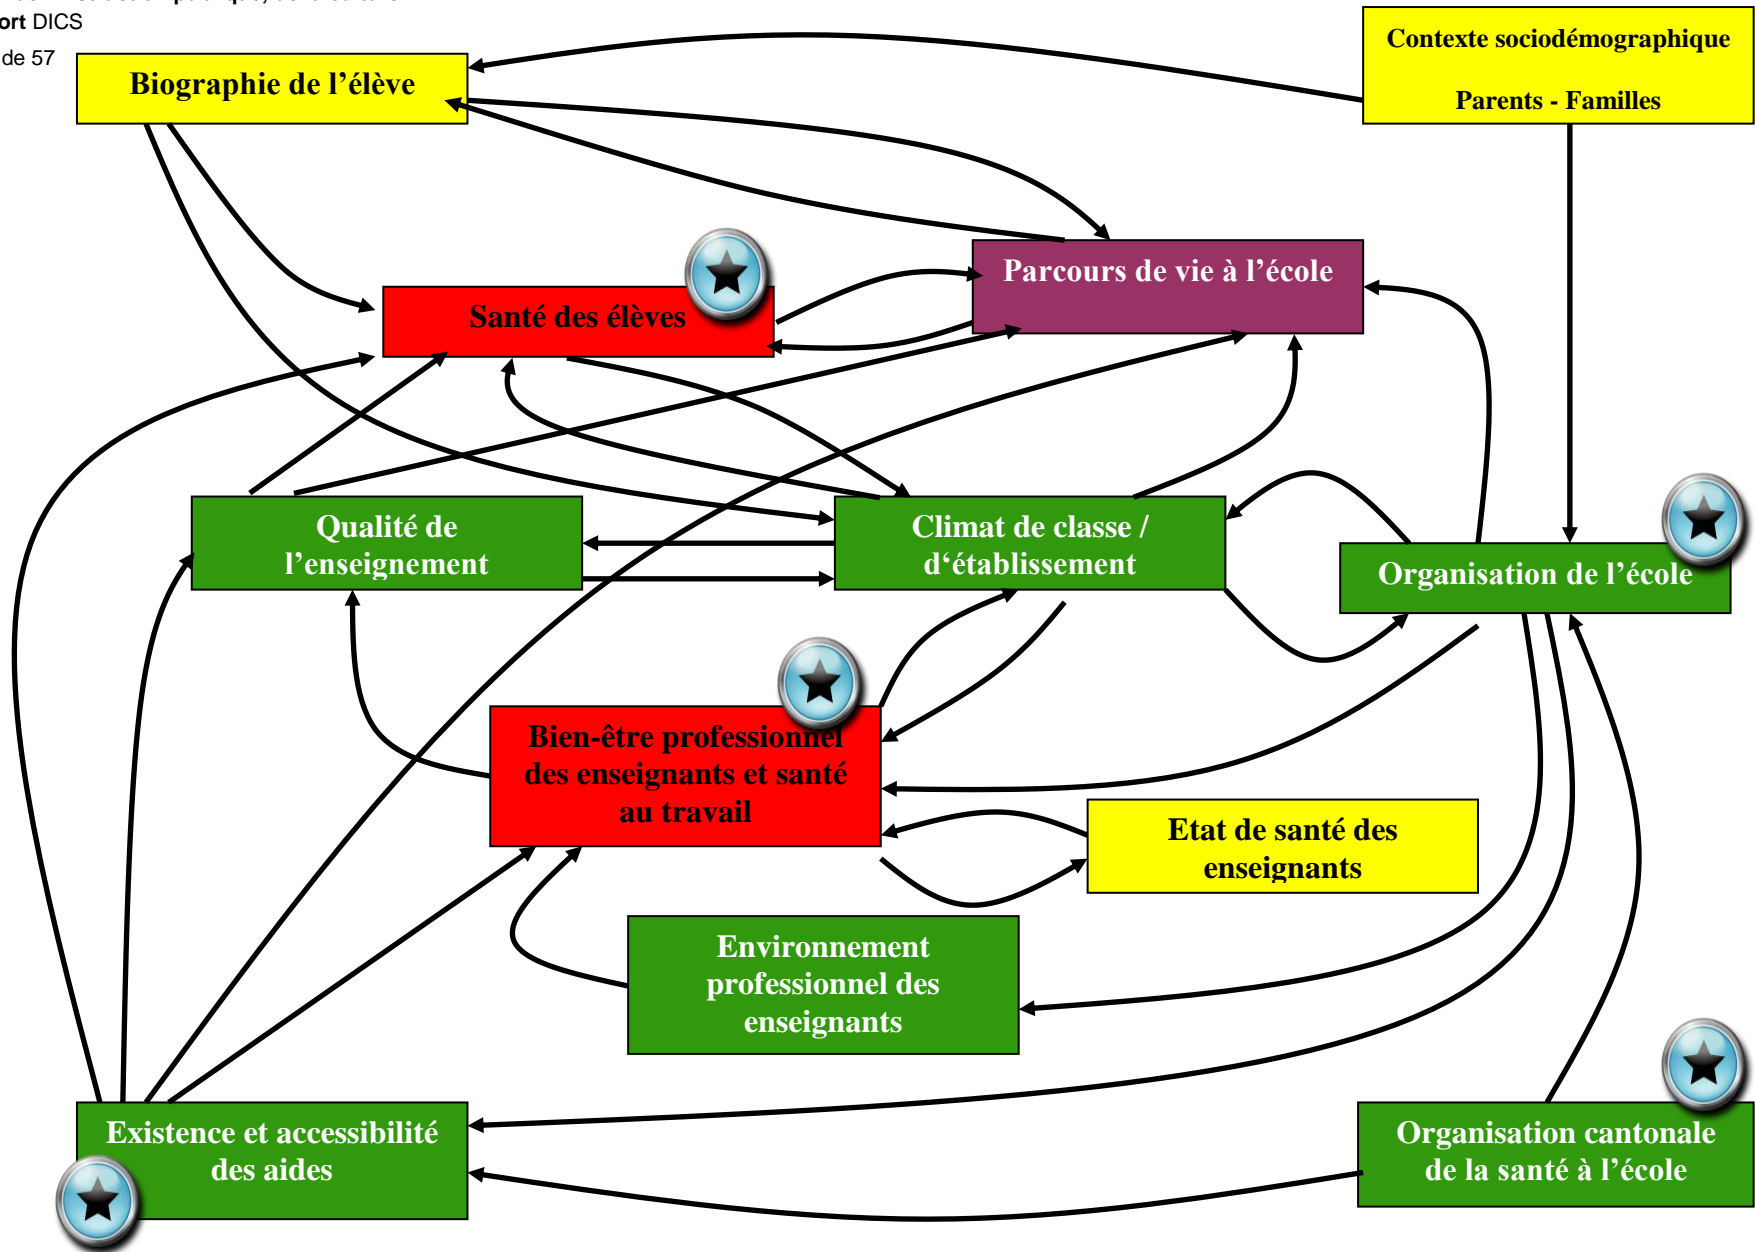 ort DICS
de 57
Contexte sociodémographique
Parents - Familles
Biographie de l’élève
Parcours de vie à l’école
Santé des élèves
Qualité de
l’enseignement
Climat de classe /
d‘établissement
Organisation de l’école
Bien-être professionnel
des enseignants et santé
au travail
Etat de santé des
enseignants
Environnement
professionnel des
enseignants
Existence et accessibilité
des aides
Organisation cantonale
de la santé à l’école